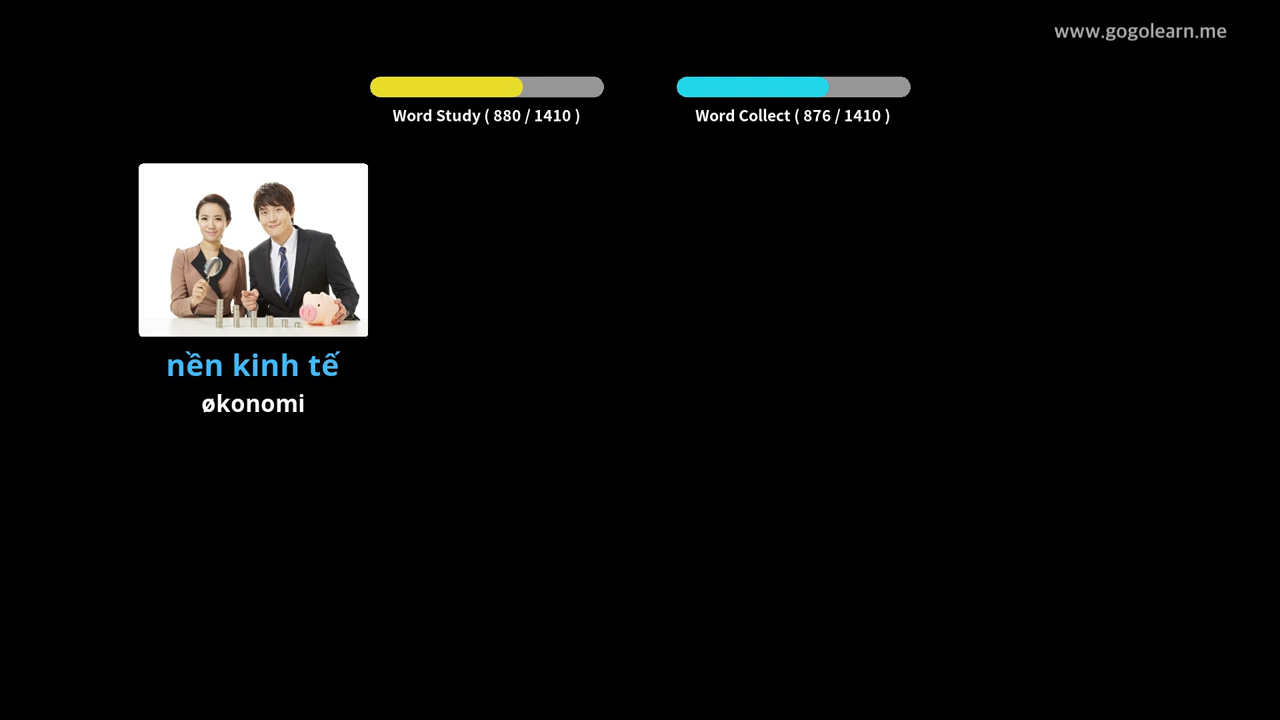 www.gogolearn.me
Word Study ( 880 / 1410 )
Word Collect ( 876 / 1410 )
nền kinh tế
økonomi